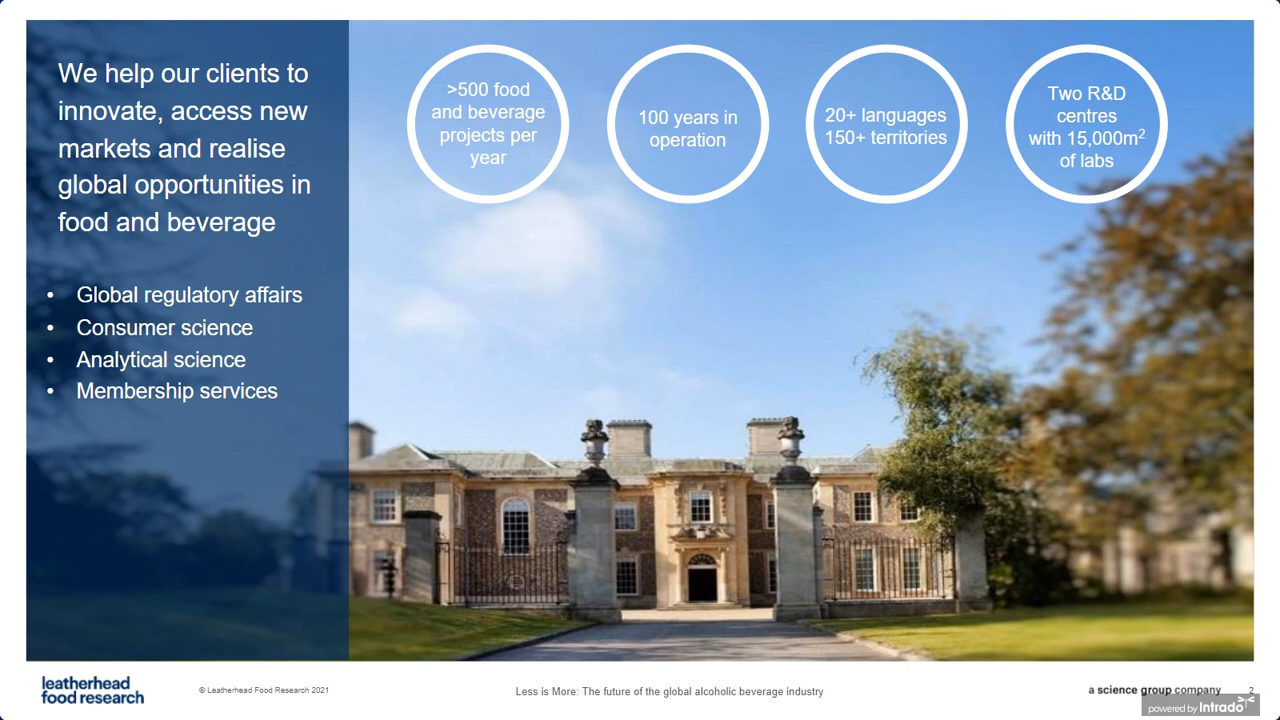 We help our clients to
innovate, access new
markets and realise
global opportunities in
food and beverage
• Global regulatory affairs
• Consumer science
• Analytical science
• Membership services
>500 food
and beverage
projects per
year
100 years in
operation
20+ languages
150+ territories
Two R&D
centres
with 15,000m²
of labs
leatherhead
food research
© Leatherhead Food Research 2021
Less is More: The future of the global alcoholic beverage industry
a science group company
2
powered by Intrado